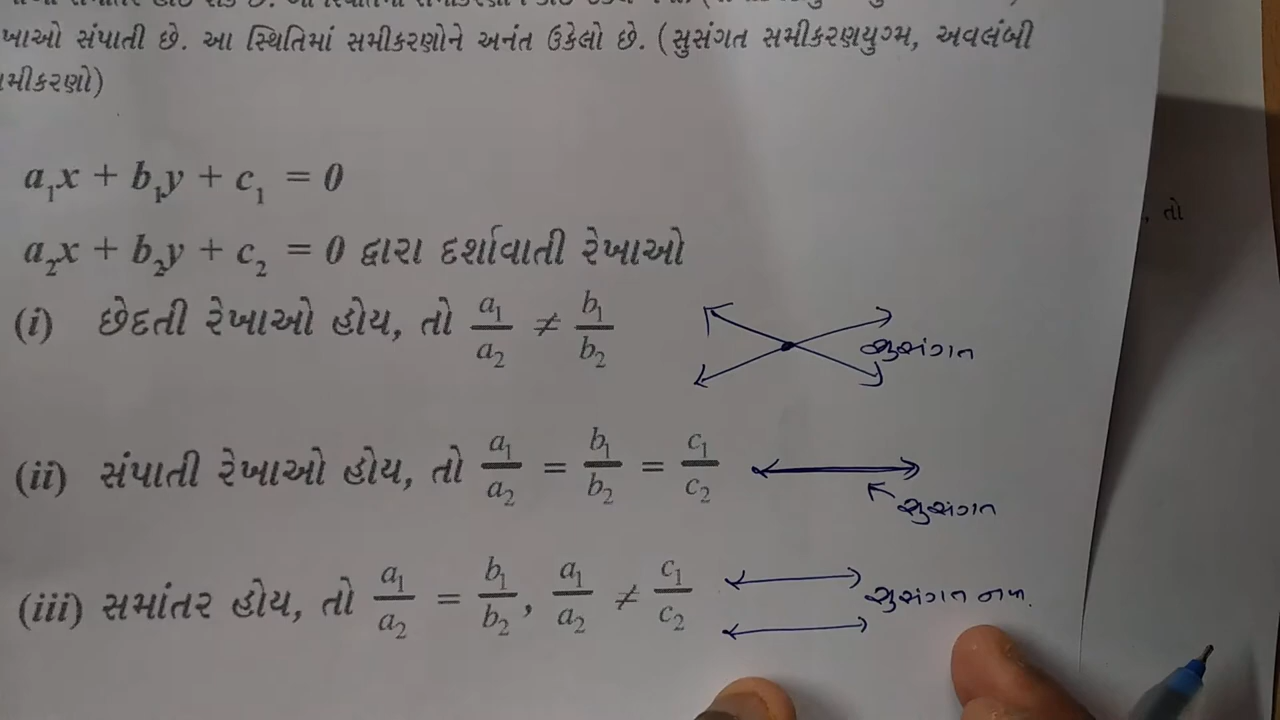 ખાઓ સંપાતી છે. આ સ્થિતિમાં સમીકરણોને અનંત ઉકેલો છે. (સુસંગત સમીકરણયુગ્મ, અવલંબી
મીકરણો)
a₁x + b₁y + c₁ = 0
, તો
a₂x + b₂y + c₂ = 0 દ્વારા દર્શાવાતી રેખાઓ
(i) છેદતી રેખાઓ હોય, તો a₁/a₂ ≠ b₁/b₂ સુસંગત
(ii) સંપાતી રેખાઓ હોય, તો a₁/a₂ = b₁/b₂ = c₁/c₂
સુસંગત
(iii) સમાંતર હોય, તો a₁/a₂ = b₁/b₂, a₁/a₂ ≠ c₁/c₂ સુસંગત નથી.